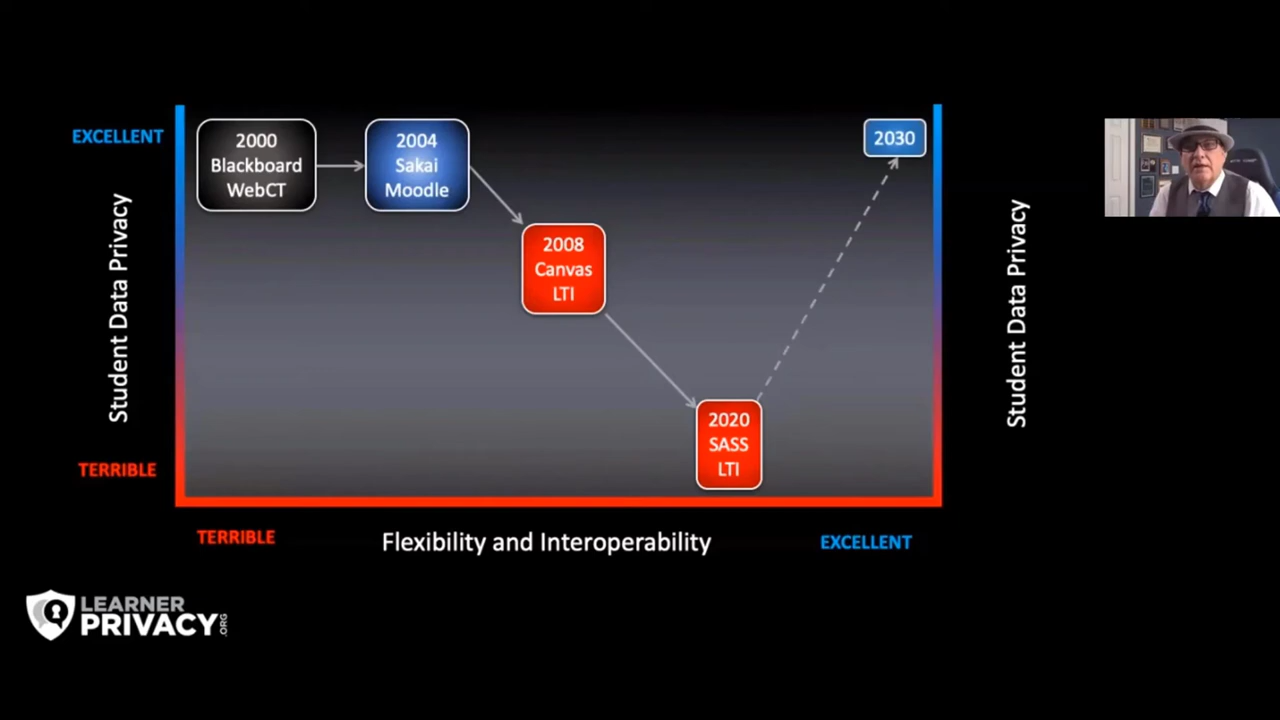 EXCELLENT
2000
Blackboard
WebCT
2004
Sakai
Moodle
2030
2008
Canvas
LTI
Student Data Privacy
Student Data Privacy
2020
SASS
LTI
TERRIBLE
TERRIBLE
Flexibility and Interoperability
EXCELLENT
LEARNER
PRIVACY.ORG